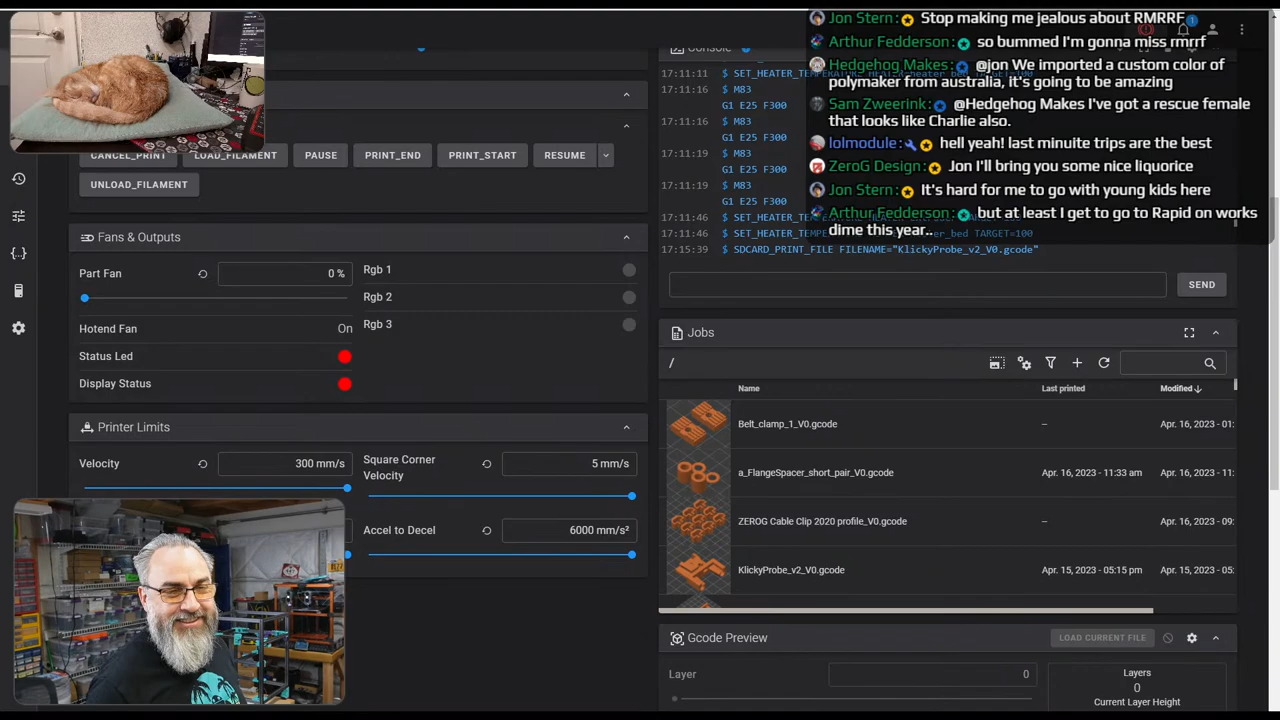 CANCEL_PRINT
LOAD_FILAMENT
PAUSE
PRINT_END
PRINT_START
RESUME
UNLOAD_FILAMENT
Fans & Outputs
Part Fan
0 %
Rgb 1
Rgb 2
Hotend Fan
On
Rgb 3
Status Led
Display Status
Printer Limits
Velocity
300 mm/s
Square Corner
Velocity
5 mm/s
Accel to Decel
6000 mm/s²
Console
17:11:11 $ SET_HEATER_TEMPERATURE HEATER=heater_bed TARGET=100
17:11:16 $ M83
G1 E25 F300
17:11:16 $ M83
G1 E25 F300
17:11:19 $ M83
G1 E25 F300
17:11:19 $ M83
G1 E25 F300
17:11:46 $ SET_HEATER_TEMPERATURE
17:11:46 $ SET_HEATER_TEMPE
TARGET=100
17:15:39 $ SDCARD_PRINT_FILE FILENAME="KlickyProbe_v2_V0.gcode"
SEND
Jon Stern: Stop making me jealous about RMRRF
1
Arthur Fedderson: so bummed I'm gonna miss rmrrf
Hedgehog Makes: @jon We imported a custom color of
polymaker from australia, it's going to be amazing
Sam Zweerink: @Hedgehog Makes I've got a rescue female
that looks like Charlie also.
lolmodule: hell yeah! last minuite trips are the best
ZeroG Design: Jon I'll bring you some nice liquorice
Jon Stern: It's hard for me to go with young kids here
Arthur Fedderson: but at least I get to go to Rapid on works
dime this year..
Jobs
/
Name
Last printed
Modified
Belt_clamp_1_V0.gcode
–
Apr. 16, 2023 - 01:
a_FlangeSpacer_short_pair_V0.gcode
Apr. 16, 2023 - 11:33 am
Apr. 16, 2023 - 11:
ZEROG Cable Clip 2020 profile_V0.gcode
–
Apr. 16, 2023 - 09:
KlickyProbe_v2_V0.gcode
Apr. 15, 2023 - 05:15 pm
Apr. 15, 2023 - 05:
Gcode Preview
LOAD CURRENT FILE
Layer
0
Layers
0
Current Layer Height